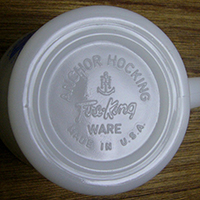 ANCHOR HOCKING
Fire-King
WARE
MADE IN U.S.A.